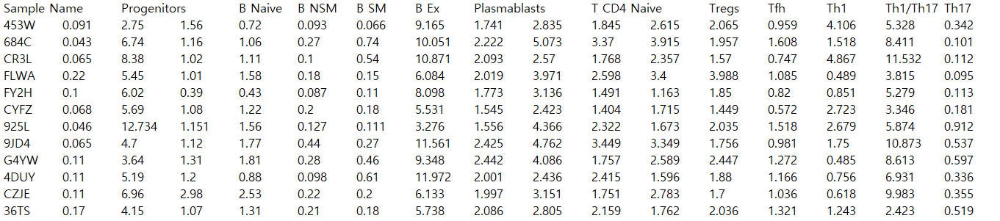 Sample Name Progenitors B Naive B NSM B SM B Ex Plasmablasts T CD4 Naive Tregs Tfh Th1 Th1/Th17 Th17
453W 0.091 2.75 1.56 0.72 0.093 0.066 9.165 1.741 2.835 1.845 2.615 2.065 0.959 4.106 5.328 0.342
684C 0.043 6.74 1.16 1.06 0.27 0.74 10.051 2.222 5.073 3.37 3.915 1.957 1.608 1.518 8.411 0.101
CR3L 0.065 8.38 1.02 1.11 0.1 0.54 10.871 2.093 2.57 1.768 2.357 1.57 0.747 4.867 11.532 0.112
FLWA 0.22 5.45 1.01 1.58 0.18 0.15 6.084 2.019 3.971 2.598 3.4 3.988 1.085 0.489 3.815 0.095
FY2H 0.1 6.02 0.39 0.43 0.087 0.11 8.098 1.773 3.136 1.491 1.163 1.85 0.82 0.851 5.279 0.113
CYFZ 0.068 5.69 1.08 1.22 0.2 0.18 5.531 1.545 2.423 1.404 1.715 1.449 0.572 2.723 3.346 0.181
925L 0.046 12.734 1.151 1.56 0.127 0.111 3.276 1.556 4.366 2.322 1.673 2.035 1.518 2.679 5.874 0.912
9JD4 0.065 4.7 1.12 1.77 0.44 0.27 11.561 2.425 4.762 3.449 3.349 1.756 0.981 1.75 10.873 0.537
G4YW 0.11 3.64 1.31 1.81 0.28 0.46 9.348 2.442 4.086 1.757 2.589 2.447 1.272 0.485 8.613 0.597
4DUY 0.11 5.19 1.2 0.88 0.098 0.61 11.972 2.001 2.436 2.415 1.596 1.88 1.166 0.756 6.931 0.336
CZJE 0.11 6.96 2.98 2.53 0.22 0.2 6.133 1.997 3.151 1.751 2.783 1.7 1.036 0.618 9.983 0.355
36TS 0.17 4.15 1.07 1.31 0.21 0.18 5.738 2.086 2.805 2.159 1.762 2.036 1.321 1.243 2.423 0.519